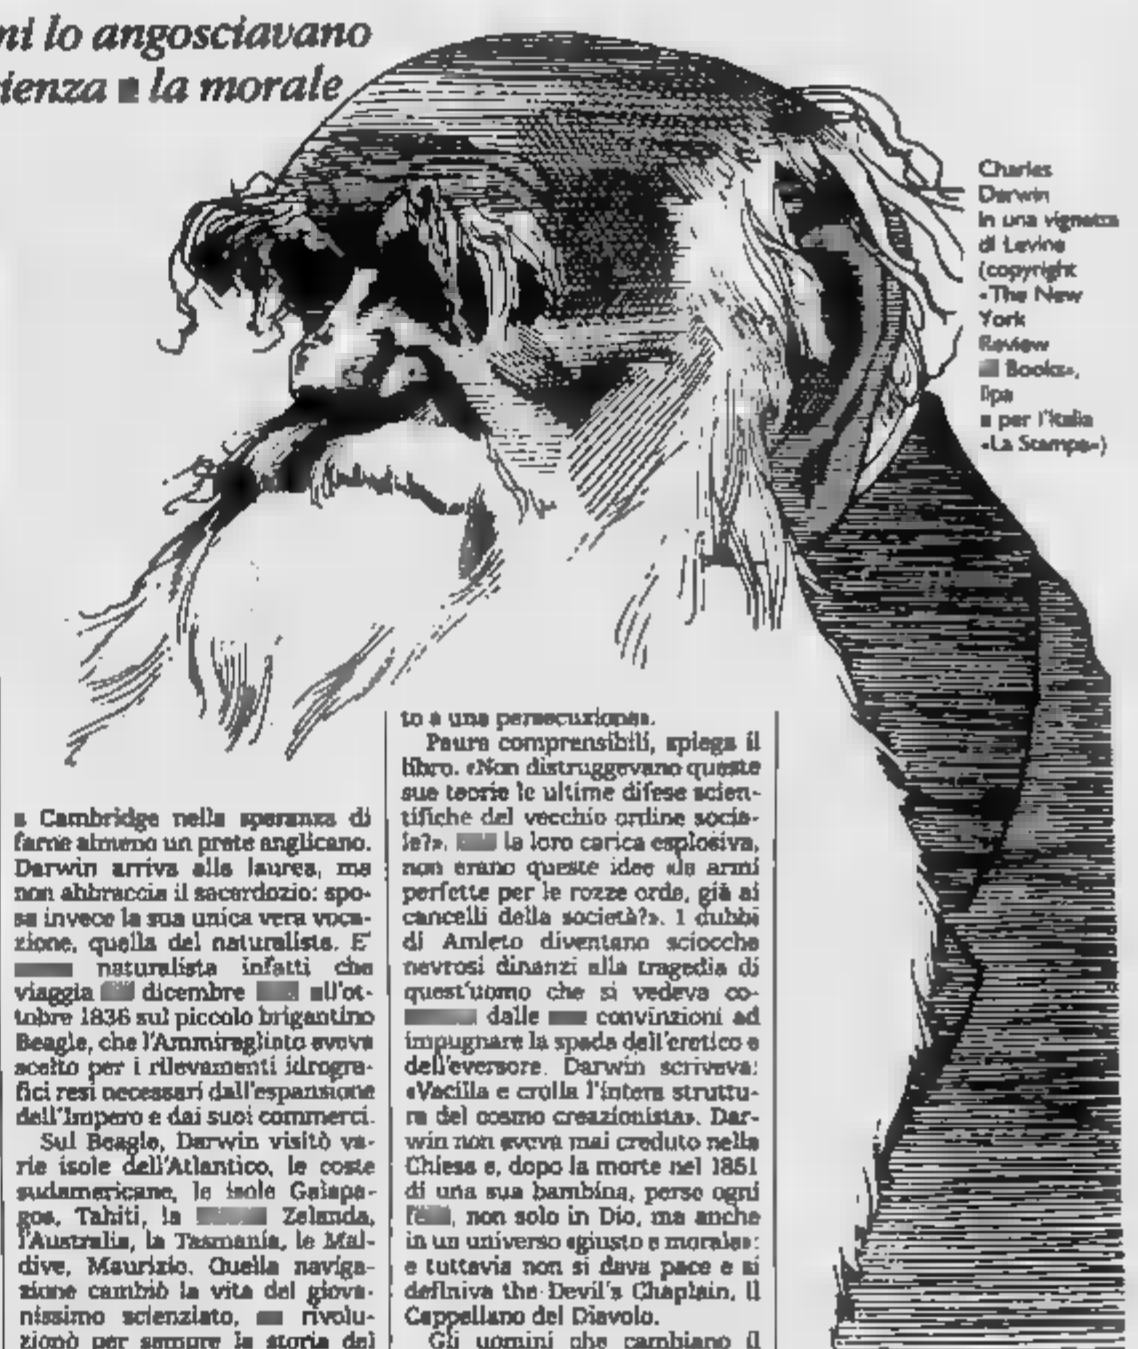 ni lo angosciavano
ienza la morale
Charles
Darwin
in una vignetta
di Levine
(copyright
«The New
York
Review
Books»,
Ilpa
e per l'Italia
«La Stampa»)
a Cambridge nella speranza di
farne almeno un prete anglicano.
Darwin arriva alla laurea, ma
non abbraccia il sacerdozio: spo-
sa invece la sua unica vera voca-
zione, quella del naturalista. E'
naturalista infatti che
viaggia dicembre all'ot-
tobre 1836 sul piccolo brigantino
Beagle, che l'Ammiragliato aveva
scelto per i rilevamenti idrogra-
fici resi necessari dall'espansione
dell'Impero e dai suoi commerci.
Sul Beagle, Darwin visitò va-
rie isole dell'Atlantico, le coste
sudamericane, le isole Galapa-
gos, Tahiti, la Zelanda,
l'Australia, la Tasmania, le Mal-
dive, Maurizio. Quella naviga-
zione cambiò la vita del giova-
nissimo scienziato, rivolu-
zionò per sempre la storia del
to a una persecuzione».
Paure comprensibili, spiega il
libro. «Non distruggevano queste
sue teorie le ultime difese scien-
tifiche del vecchio ordine socia-
le?». la loro carica esplosiva,
non erano queste idee «le armi
perfette per le rozze orde, già ai
cancelli della società?». I dubbi
di Amleto diventano sciocche
nevrosi dinanzi alla tragedia di
quest'uomo che si vedeva co-
dalle convinzioni ad
impugnare la spada dell'eretico e
dell'eversore. Darwin scriveva:
«Vacilla e crolla l'intera struttu-
ra del cosmo creazionista». Dar-
win non aveva mai creduto nella
Chiesa e, dopo la morte nel 1851
di una sua bambina, perse ogni
non solo in Dio, ma anche
in un universo «giusto e morale»:
e tuttavia non si dava pace e si
definiva the Devil's Chaplain, il
Cappellano del Diavolo.
Gli uomini che cambiano il